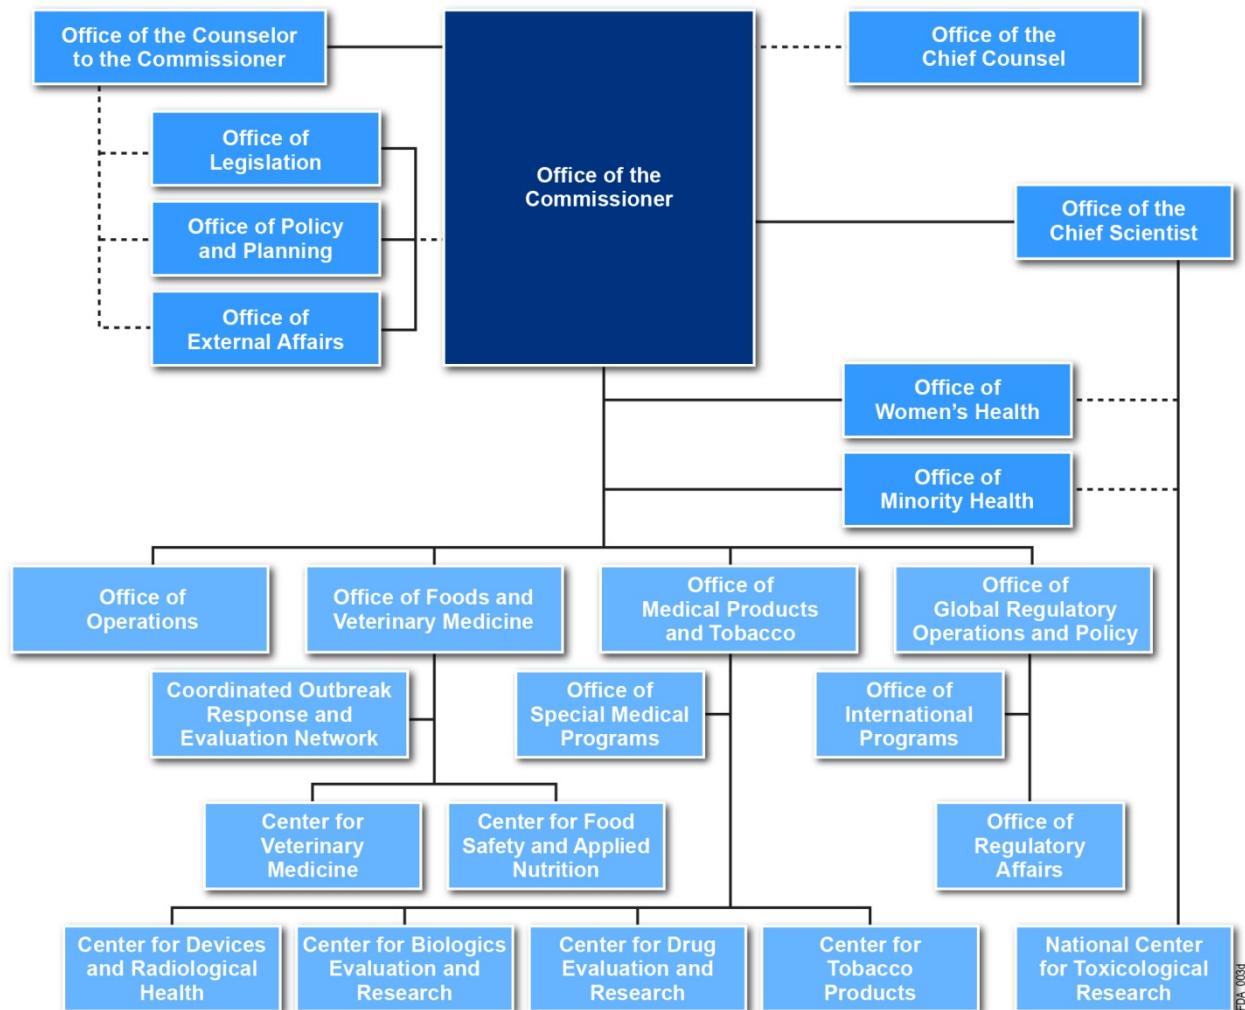 Office of the Counselor
to the Commissioner
Office of the
Chief Counsel
Office of
Legislation
Office of the
Commissioner
Office of Policy
and Planning
Office of the
Chief Scientist
Office of
External Affairs
Office of
Women’s Health
Office of
Minority Health
Office of
Operations
Office of Foods and
Veterinary Medicine
Office of
Medical Products
and Tobacco
Office of
Global Regulatory
Operations and Policy
Coordinated Outbreak
Response and
Evaluation Network
Office of
Special Medical
Programs
Office of
International
Programs
Center for
Veterinary
Medicine
Center for Food
Safety and Applied
Nutrition
Office of
Regulatory
Affairs
Center for Devices
and Radiological
Health
Center for Biologics
Evaluation and
Research
Center for Drug
Evaluation and
Research
Center for
Tobacco
Products
National Center
for Toxicological
Research
FDA_003d